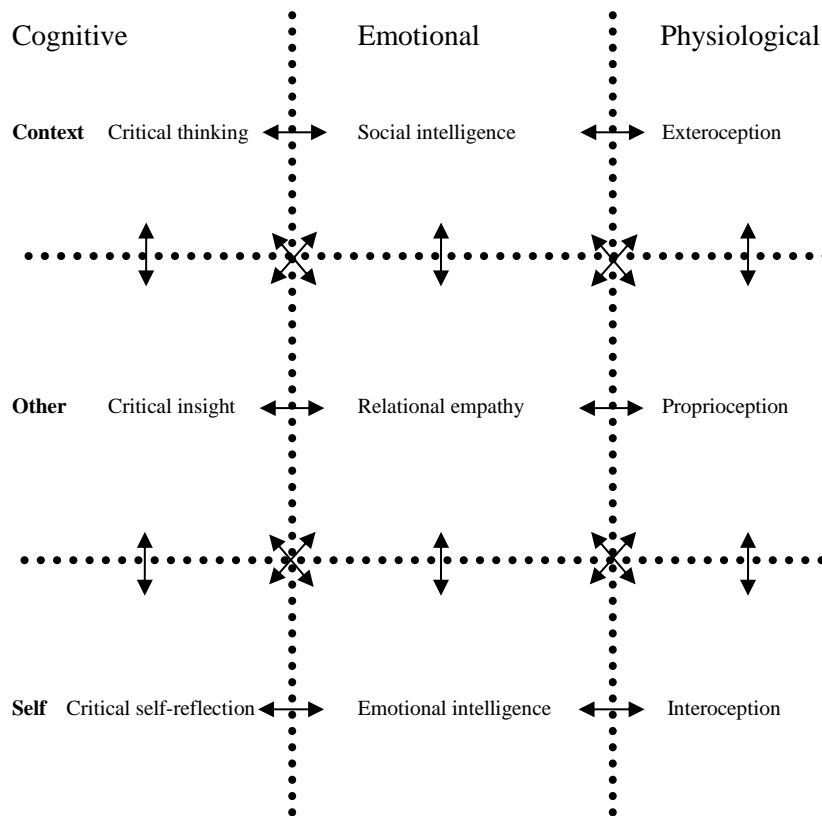 Cognitive Emotional Physiological
Context Critical thinking Social intelligence Exteroception
Other Critical insight Relational empathy Proprioception
Self Critical self-reflection Emotional intelligence Interoception